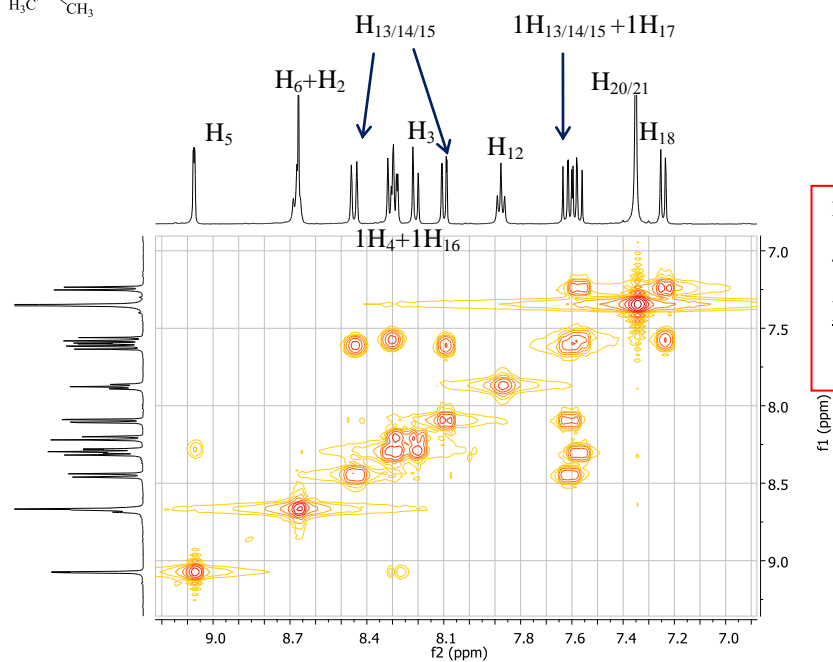 H₃C CH₃
H₁₃/₁₄/₁₅ 1H₁₃/₁₄/₁₅ +1H₁₇
H₆+H₂ H₂₀/₂₁
H₅ H₃ H₁₂ H₁₈
1H₄+1H₁₆
7.0
7.5
8.0
8.5
9.0
f1 (ppm)
9.0 8.7 8.4 8.1 7.8 7.6 7.4 7.2 7.0
f2 (ppm)